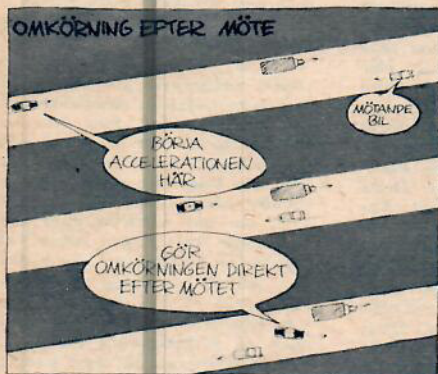 OMKÖRNING EFTER MÖTE
MÖTANDE
BIL
BÖRJA
ACCELERATIONEN
HÄR
GÖR
OMKÖRNINGEN DIREKT
EFTER MÖTET